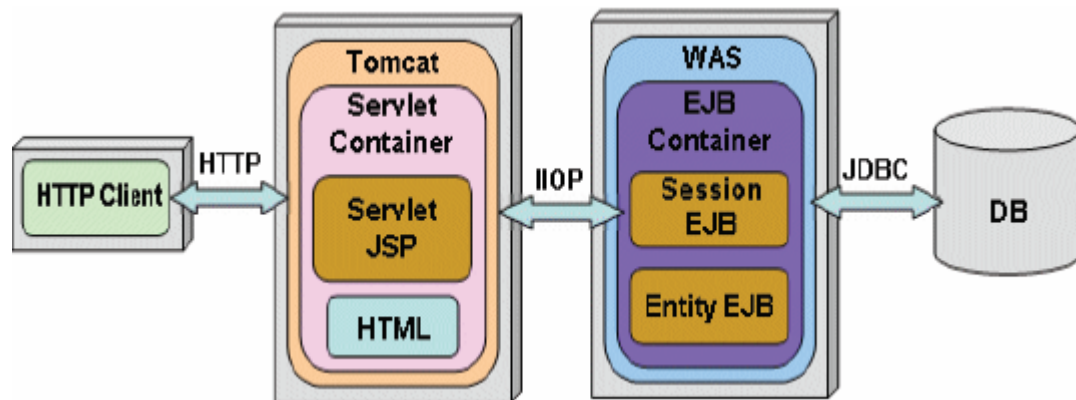 HTTP Client
HTTP
Tomcat
Servlet
Container
Servlet
JSP
HTML
IIOP
WAS
EJB
Container
Session
EJB
Entity EJB
JDBC
DB